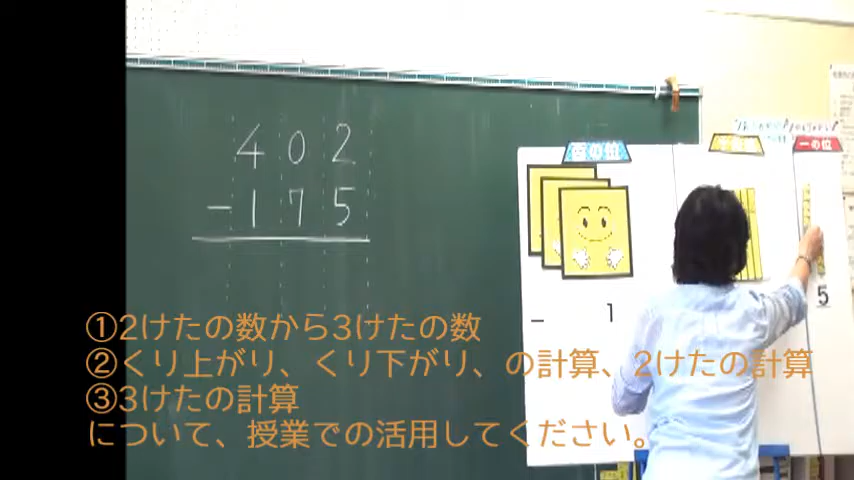 402
-175
百の位
一の位
- 1
5
①2けたの数から3けたの数
②くり上がり、くり下がり、の計算、2けたの計算
③3けたの計算
について、授業での活用してください。